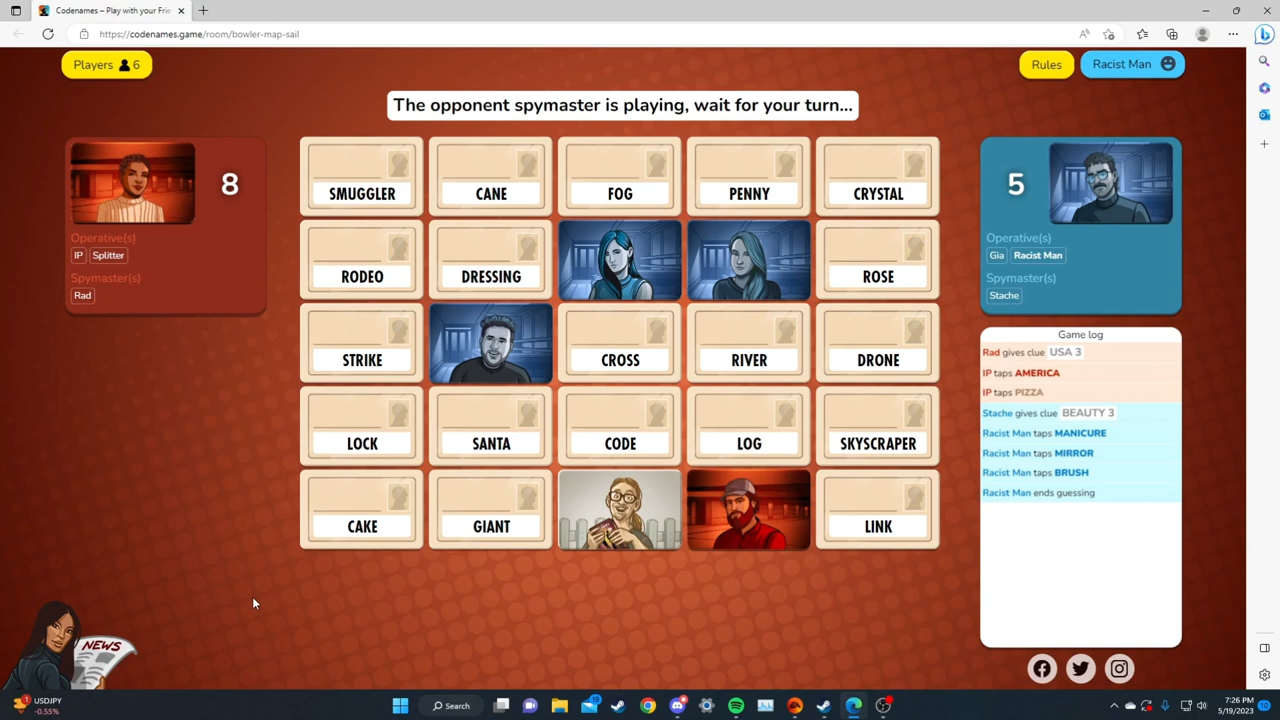 Codenames – Play with your Frie
https://codenames.game/room/bowler-map-sail
Players 6
Rules
Racist Man
The opponent spymaster is playing, wait for your turn...
8
Operative(s)
IP Splitter
Spymaster(s)
Rad
SMUGGLER CANE FOG PENNY CRYSTAL
RODEO DRESSING ROSE
STRIKE CROSS RIVER DRONE
LOCK SANTA CODE LOG SKYSCRAPER
CAKE GIANT LINK
5
Operative(s)
Gia Racist Man
Spymaster(s)
Stache
Game log
Rad gives clue USA 3
IP taps AMERICA
IP taps PIZZA
Stache gives clue BEAUTY 3
Racist Man taps MANICURE
Racist Man taps MIRROR
Racist Man taps BRUSH
Racist Man ends guessing
NEWS
USDJPY
-0.55%
Search
7:26 PM
5/19/2023